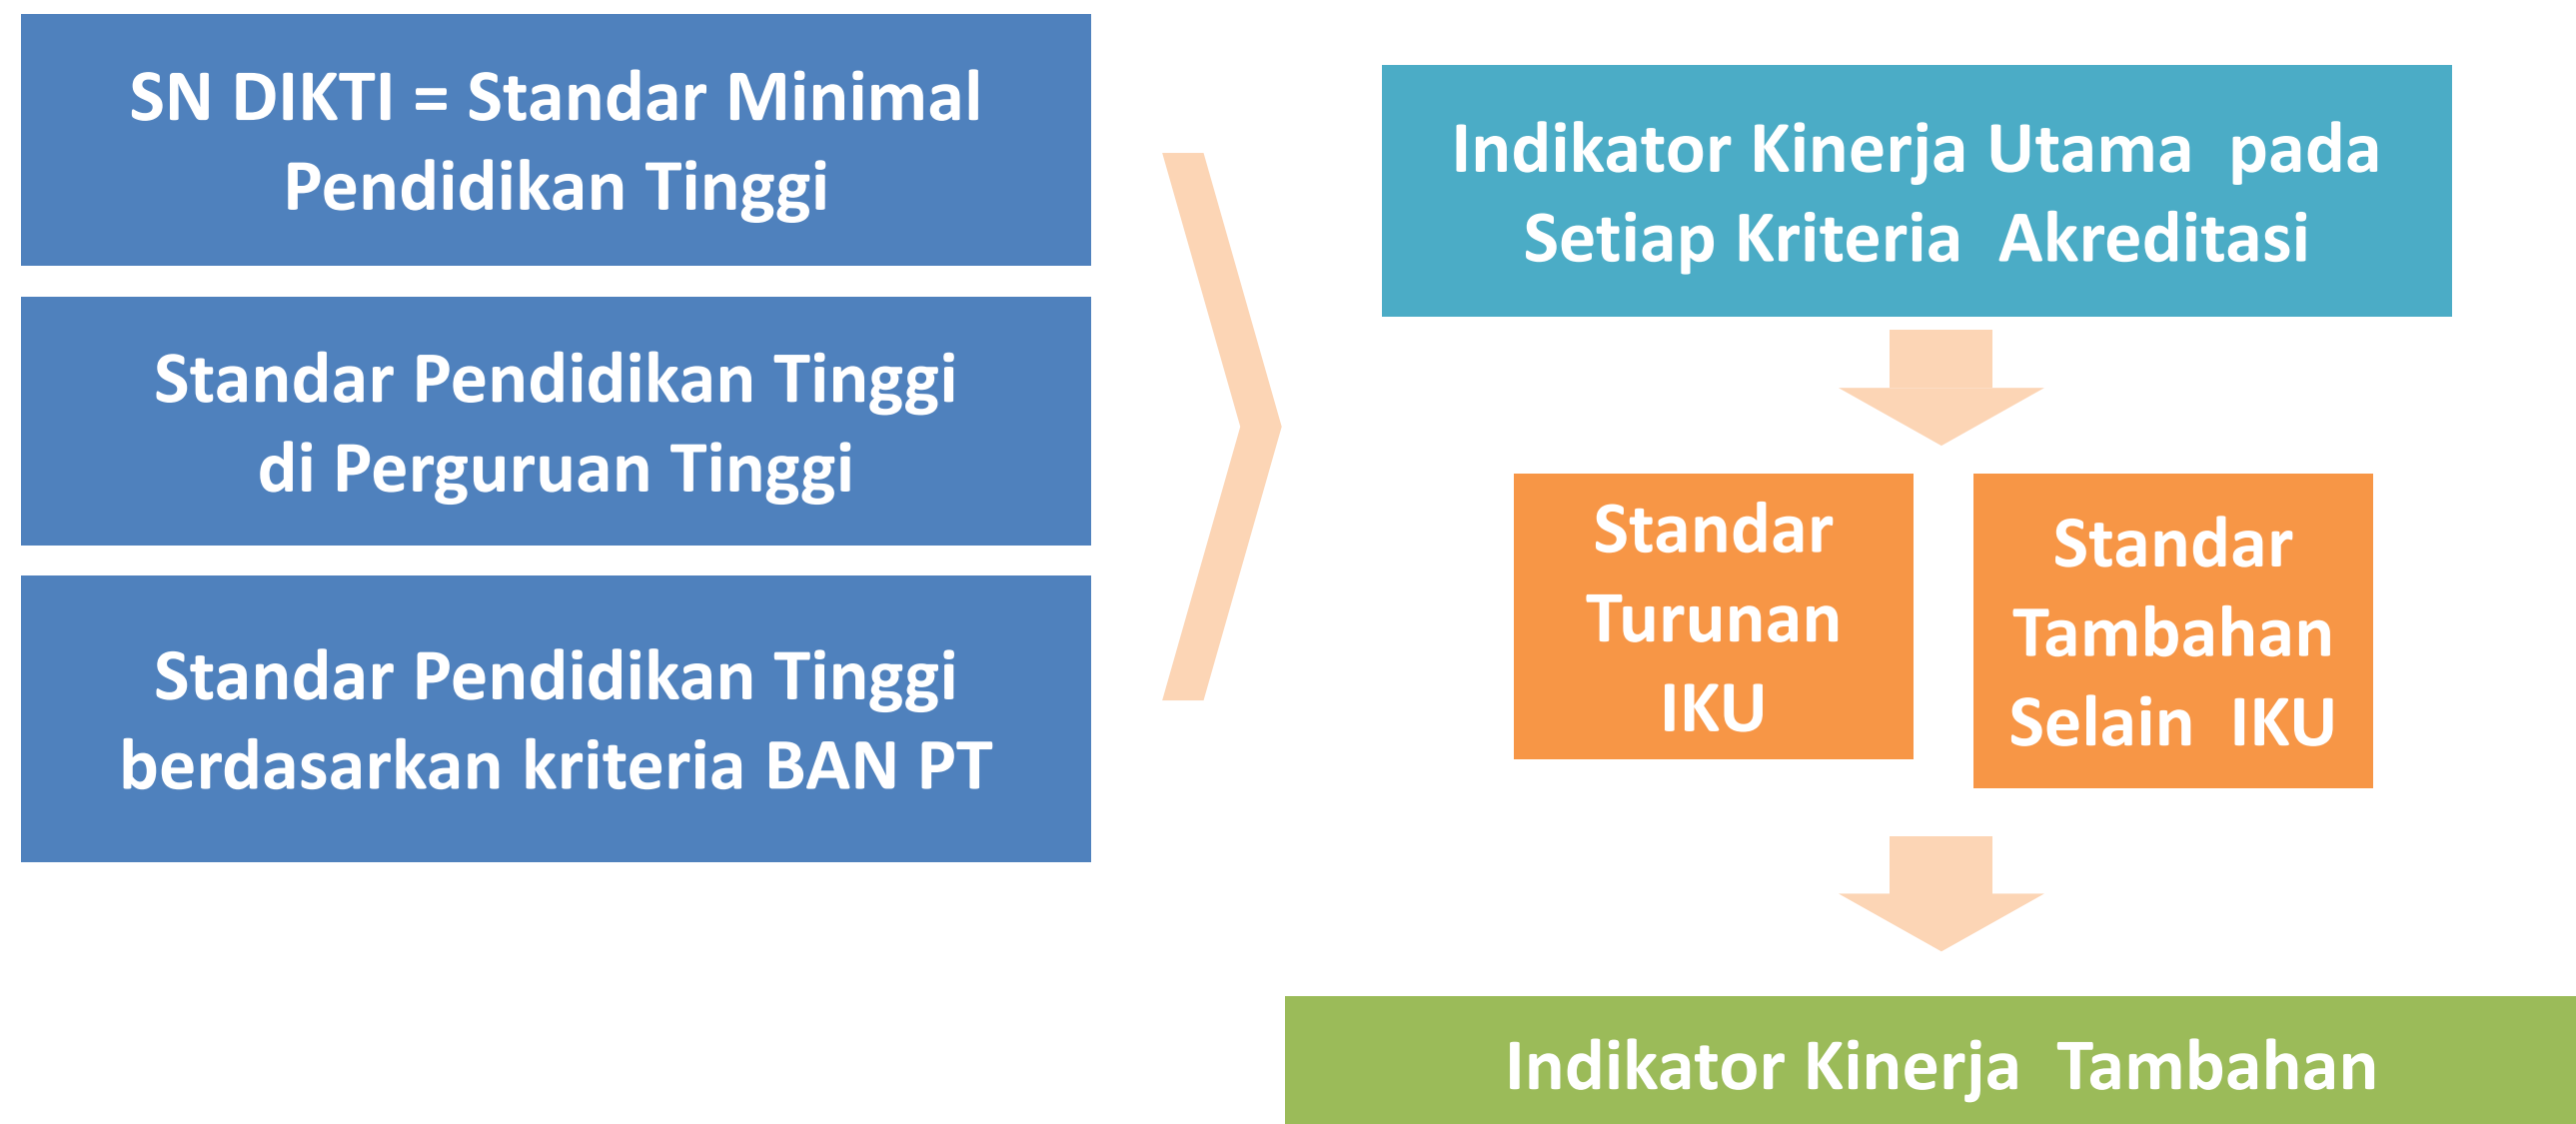 SN DIKTI = Standar Minimal
Pendidikan Tinggi
Standar Pendidikan Tinggi
di Perguruan Tinggi
Standar Pendidikan Tinggi
berdasarkan kriteria BAN PT
Indikator Kinerja Utama pada
Setiap Kriteria Akreditasi
Standar
Turunan
IKU
Standar
Tambahan
Selain IKU
Indikator Kinerja Tambahan